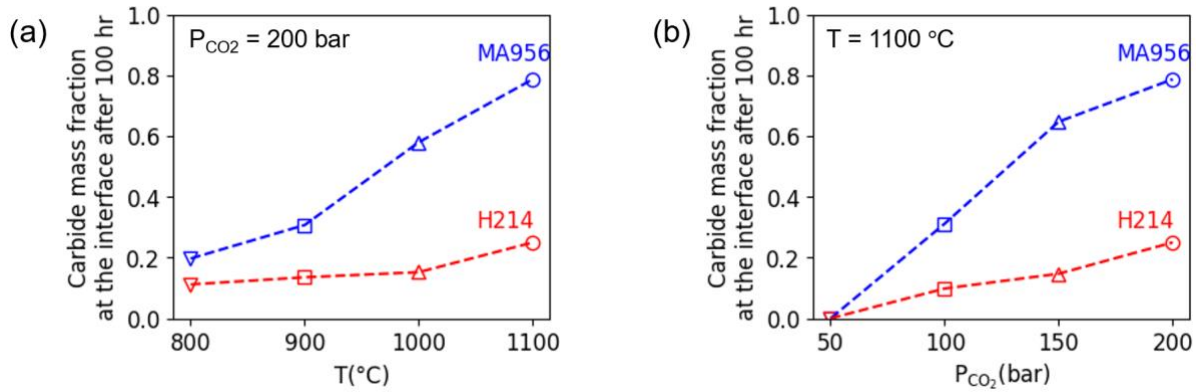 (a)
Carbide mass fraction
at the interface after 100 hr
1.0
0.8
0.6
0.4
0.2
0.0
P_CO2 = 200 bar
MA956
H214
800 900 1000 1100
T(°C)
(b)
Carbide mass fraction
at the interface after 100 hr
1.0
0.8
0.6
0.4
0.2
0.0
T = 1100 °C
MA956
H214
50 100 150 200
P_CO₂(bar)